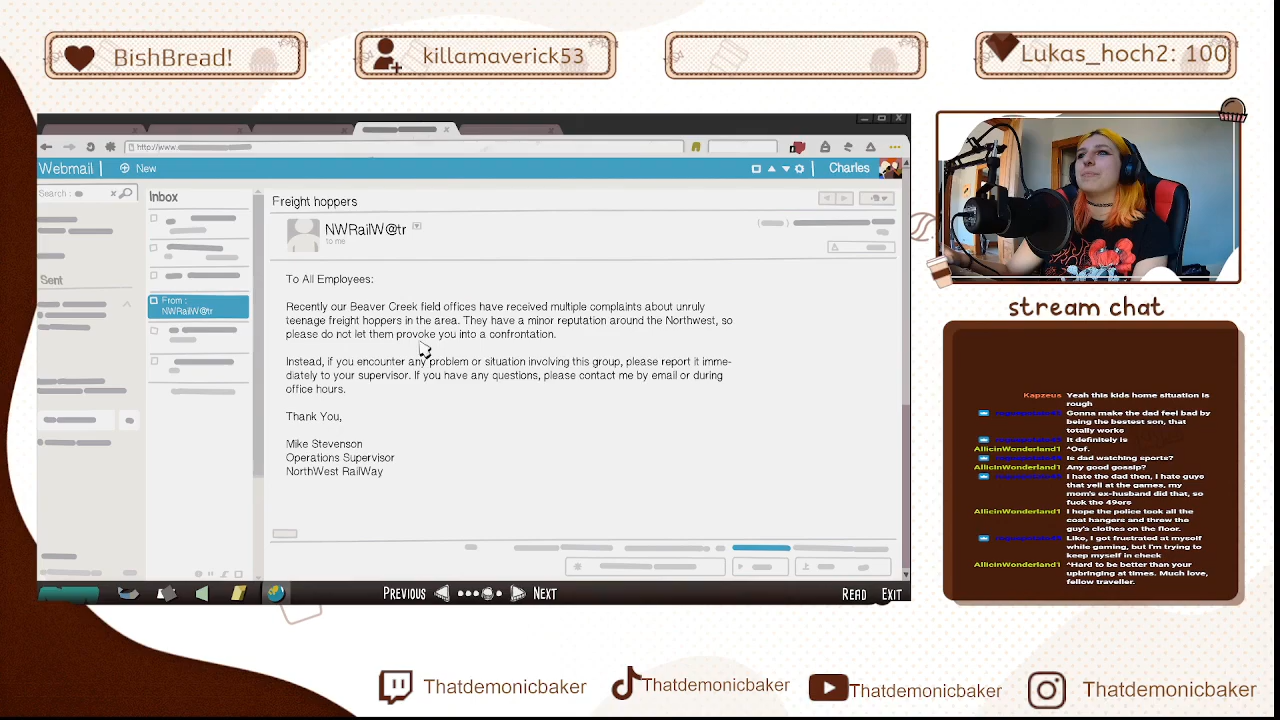 BishBread!
killamaverick53
Lukas_hoch2: 100
http://www.
Webmail
New
Charles
Search :
Inbox
Sent
From :
NWRailW@tr
Freight hoppers
NWRailW@tr
to me
To All Employees:
Recently our Beaver Creek field offices have received multiple complaints about unruly
teenage freight hoppers in the area. They have a minor reputation around the Northwest, so
please do not let them provoke you into a confrontation.
Instead, if you encounter any problem or situation involving this group, please report it imme-
diately to your supervisor. If you have any questions, please contact me by email or during
office hours.
Thank You,
Mike Stevenson
Operations Supervisor
NorthWest RailWay
PREVIOUS
NEXT
READ
EXIT
stream chat
Kapzeus Yeah this kids home situation is
rough
Gonna make the dad feel bad by
being the bestest son, that
totally works
It definitely is
AllicinWonderland1 ^Oof.
Is dad watching sports?
AllicinWonderland1 Any good gossip?
I hate the dad then, I hate guys
that yell at the games, my
mom's ex-husband did that, so
fuck the 49ers
AllicinWonderland1 I hope the police took all the
coat hangers and threw the
guy's clothes on the floor.
Like, I got frustrated at myself
while gaming, but I'm trying to
keep myself in check
AllicinWonderland1 ^Hard to be better than your
upbringing at times. Much love,
fellow traveller.
Thatdemonicbaker
Thatdemonicbaker
Thatdemonicbaker
Thatdemonicbaker